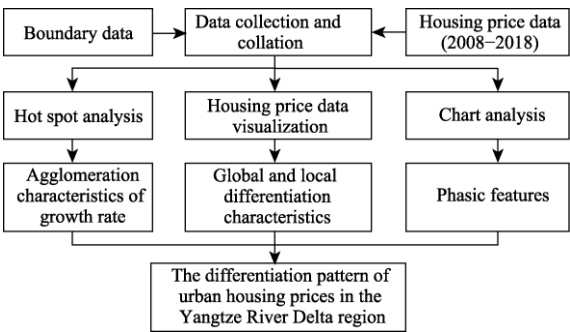 Boundary data
Data collection and
collation
Housing price data
(2008−2018)
Hot spot analysis
Housing price data
visualization
Chart analysis
Agglomeration
characteristics of
growth rate
Global and local
differentiation
characteristics
Phasic features
The differentiation pattern of
urban housing prices in the
Yangtze River Delta region